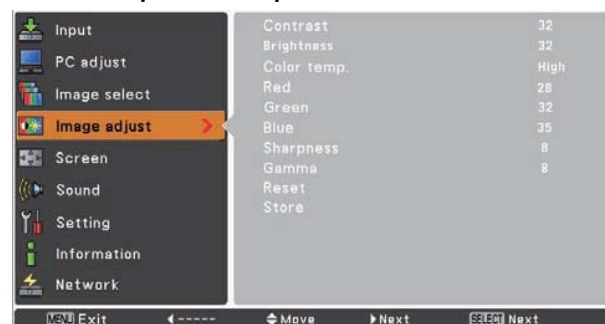 Input
PC adjust
Image select
Image adjust
Screen
Sound
Setting
Information
Network
Contrast 32
Brightness 32
Color temp. High
Red 28
Green 32
Blue 35
Sharpness 8
Gamma 8
Reset
Store
MENU Exit ◀----- Move ▶Next SELECT Next